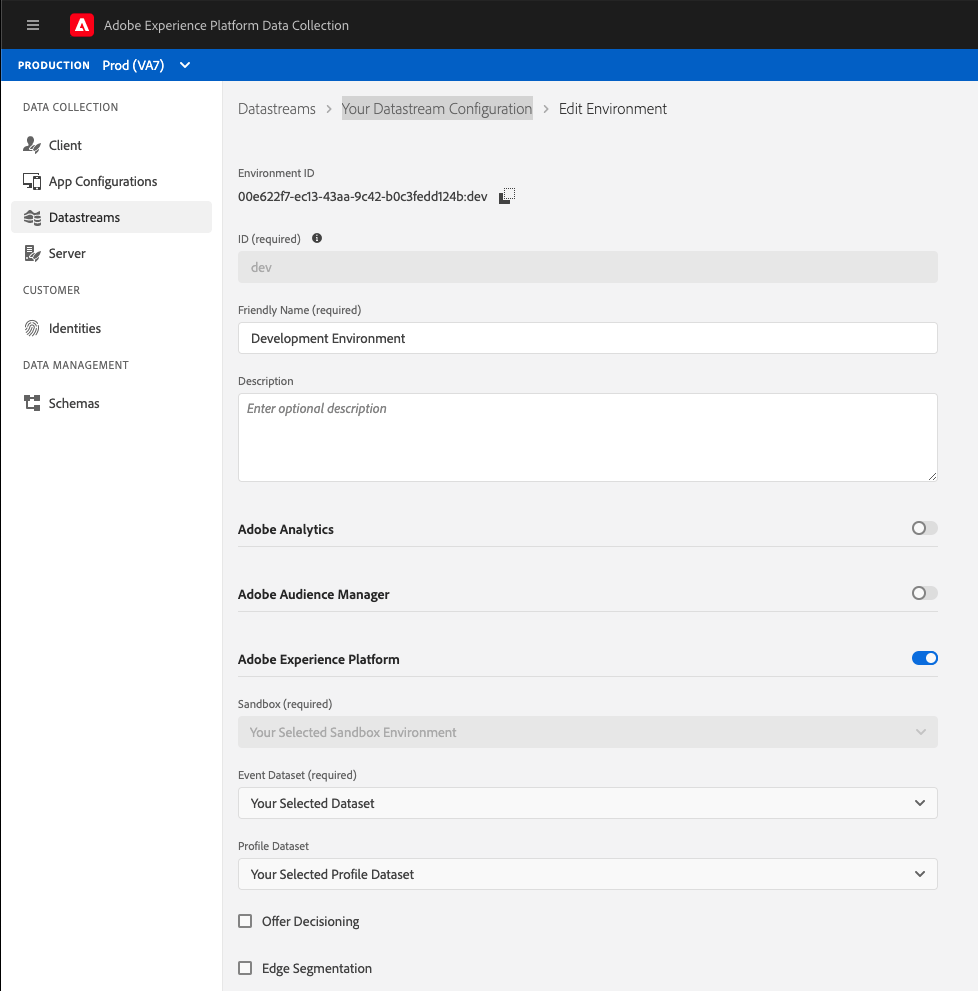 Adobe Experience Platform Data Collection
PRODUCTION Prod (VA7)
DATA COLLECTION
Client
App Configurations
Datastreams
Server
CUSTOMER
Identities
DATA MANAGEMENT
Schemas
Datastreams > Your Datastream Configuration > Edit Environment
Environment ID
00e622f7-ec13-43aa-9c42-b0c3fedd124b:dev
ID (required)
dev
Friendly Name (required)
Development Environment
Description
Enter optional description
Adobe Analytics
Adobe Audience Manager
Adobe Experience Platform
Sandbox (required)
Your Selected Sandbox Environment
Event Dataset (required)
Your Selected Dataset
Profile Dataset
Your Selected Profile Dataset
Offer Decisioning
Edge Segmentation